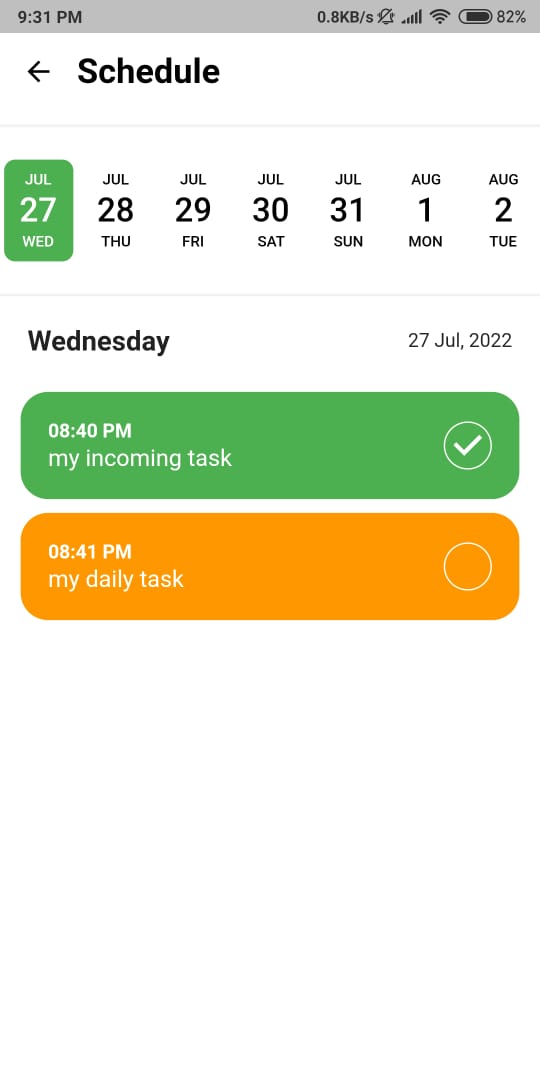 9:31 PM 0.8KB/s 82%
Schedule
JUL JUL JUL JUL JUL AUG AUG
27 28 29 30 31 1 2
WED THU FRI SAT SUN MON TUE
Wednesday 27 Jul, 2022
08:40 PM
my incoming task
08:41 PM
my daily task